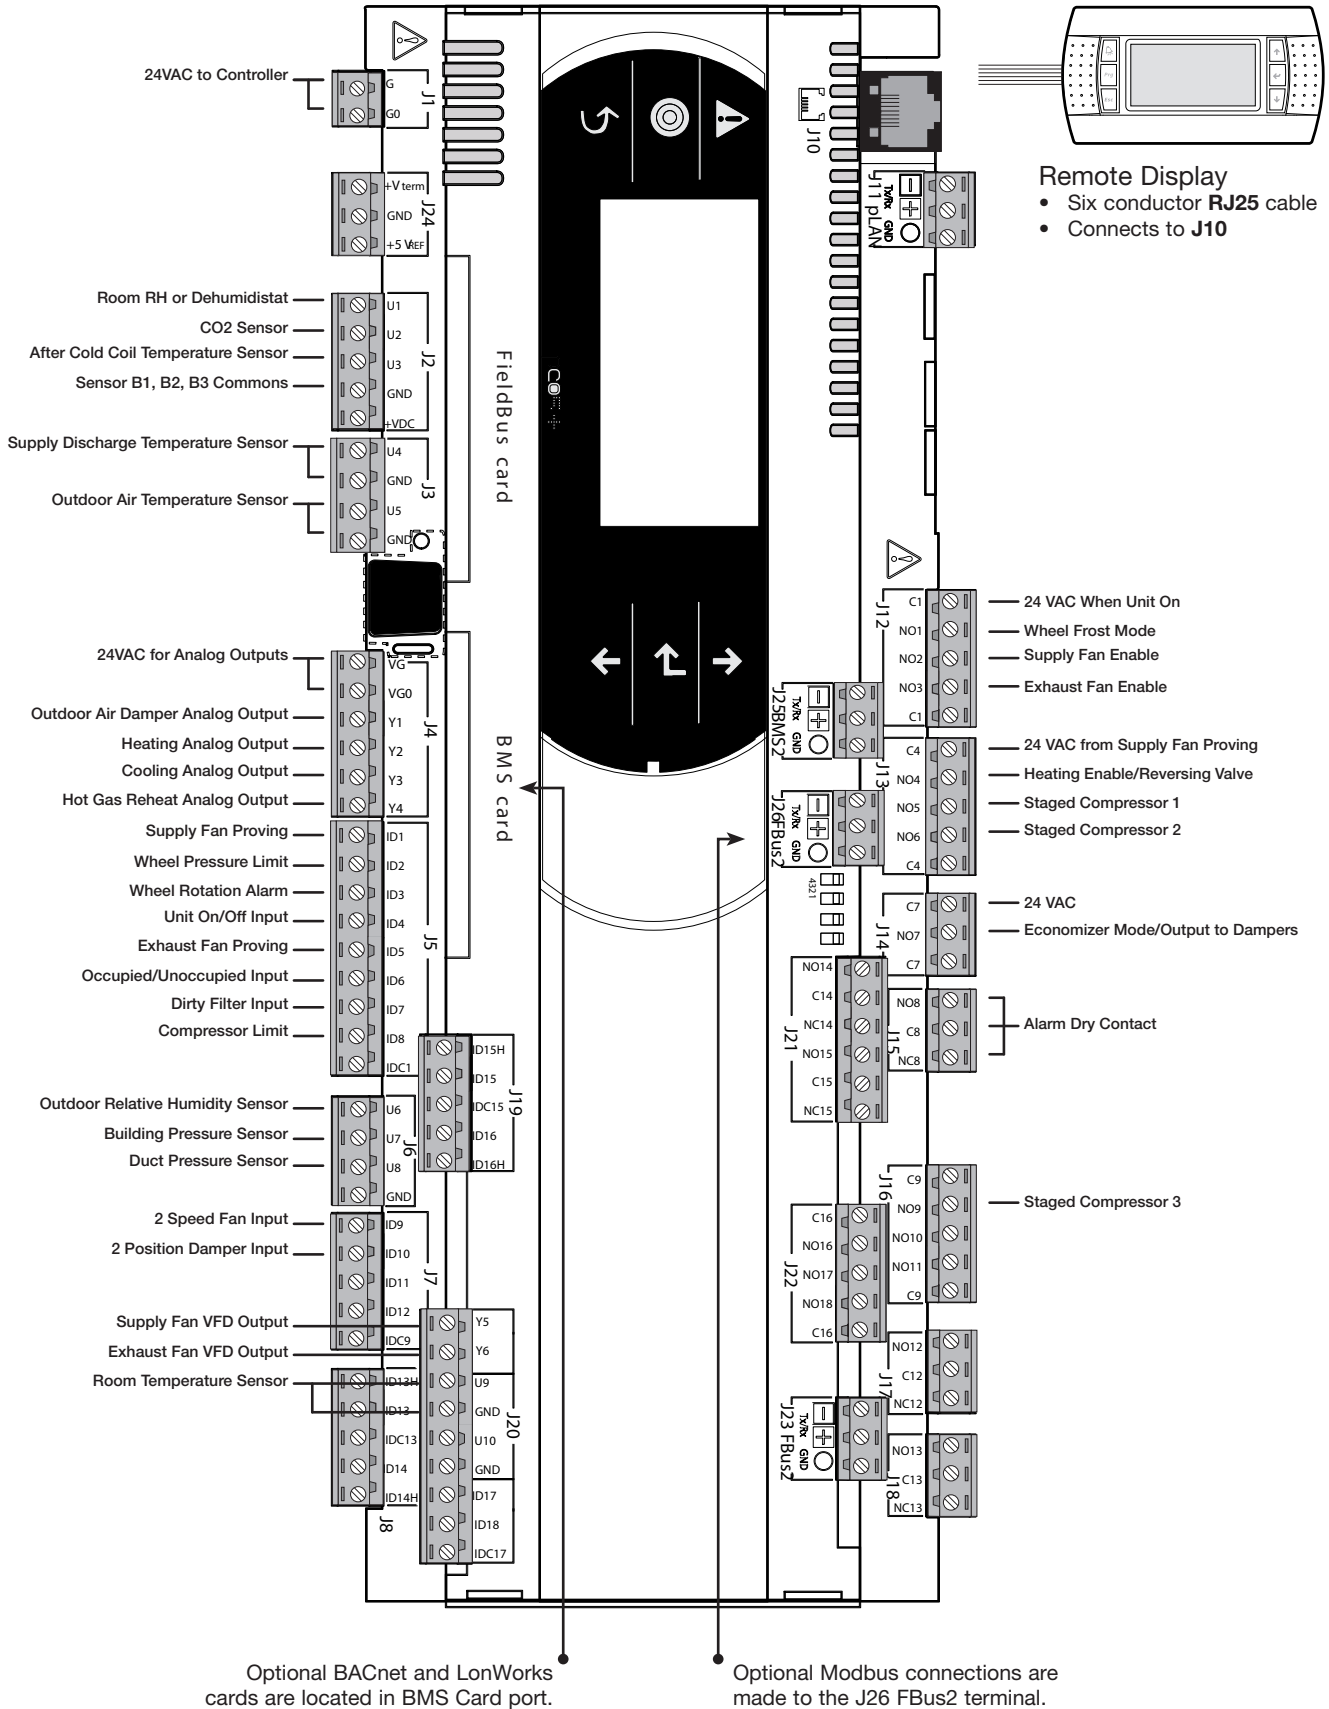 24VAC to Controller
G
G0
J1
+V term
GND
+5 VREF
J24
Room RH or Dehumidistat
CO2 Sensor
After Cold Coil Temperature Sensor
Sensor B1, B2, B3 Commons
U1
U2
U3
GND
+VDC
J2
Supply Discharge Temperature Sensor
Outdoor Air Temperature Sensor
U4
GND
U5
GND
J3
24VAC for Analog Outputs
Outdoor Air Damper Analog Output
Heating Analog Output
Cooling Analog Output
Hot Gas Reheat Analog Output
VG
VG0
Y1
Y2
Y3
Y4
J4
Supply Fan Proving
Wheel Pressure Limit
Wheel Rotation Alarm
Unit On/Off Input
Exhaust Fan Proving
Occupied/Unoccupied Input
Dirty Filter Input
Compressor Limit
ID1
ID2
ID3
ID4
ID5
ID6
ID7
ID8
IDC1
J5
Outdoor Relative Humidity Sensor
Building Pressure Sensor
Duct Pressure Sensor
U6
U7
U8
GND
J6
2 Speed Fan Input
2 Position Damper Input
ID9
ID10
ID11
ID12
IDC9
J7
Supply Fan VFD Output
Exhaust Fan VFD Output
Room Temperature Sensor
ID13H
ID13
IDC13
ID14
ID14H
J8
ID15H
ID15
IDC15
ID16
ID16H
J19
Y5
Y6
U9
GND
U10
GND
ID17
ID18
IDC17
J20
FieldBus card
BMS card
J10
Prg
Esc
Remote Display
• Six conductor RJ25 cable
• Connects to J10
J11 pLAN
Tx/Rx
GND
J25BMS2
Tx/Rx
GND
J26FBus2
Tx/Rx
GND
4321
C1
NO1
NO2
NO3
C1
J12
24 VAC When Unit On
Wheel Frost Mode
Supply Fan Enable
Exhaust Fan Enable
C4
NO4
NO5
NO6
C4
J13
24 VAC from Supply Fan Proving
Heating Enable/Reversing Valve
Staged Compressor 1
Staged Compressor 2
C7
NO7
C7
J14
24 VAC
Economizer Mode/Output to Dampers
NO8
C8
NC8
J15
Alarm Dry Contact
NO14
C14
NC14
NO15
C15
NC15
J21
C9
NO9
NO10
NO11
C9
J16
Staged Compressor 3
C16
NO16
NO17
NO18
C16
J22
NO12
C12
NC12
J17
J23 FBus2
Tx/Rx
GND
NO13
C13
NC13
J18
Optional BACnet and LonWorks
cards are located in BMS Card port.
Optional Modbus connections are
made to the J26 FBus2 terminal.